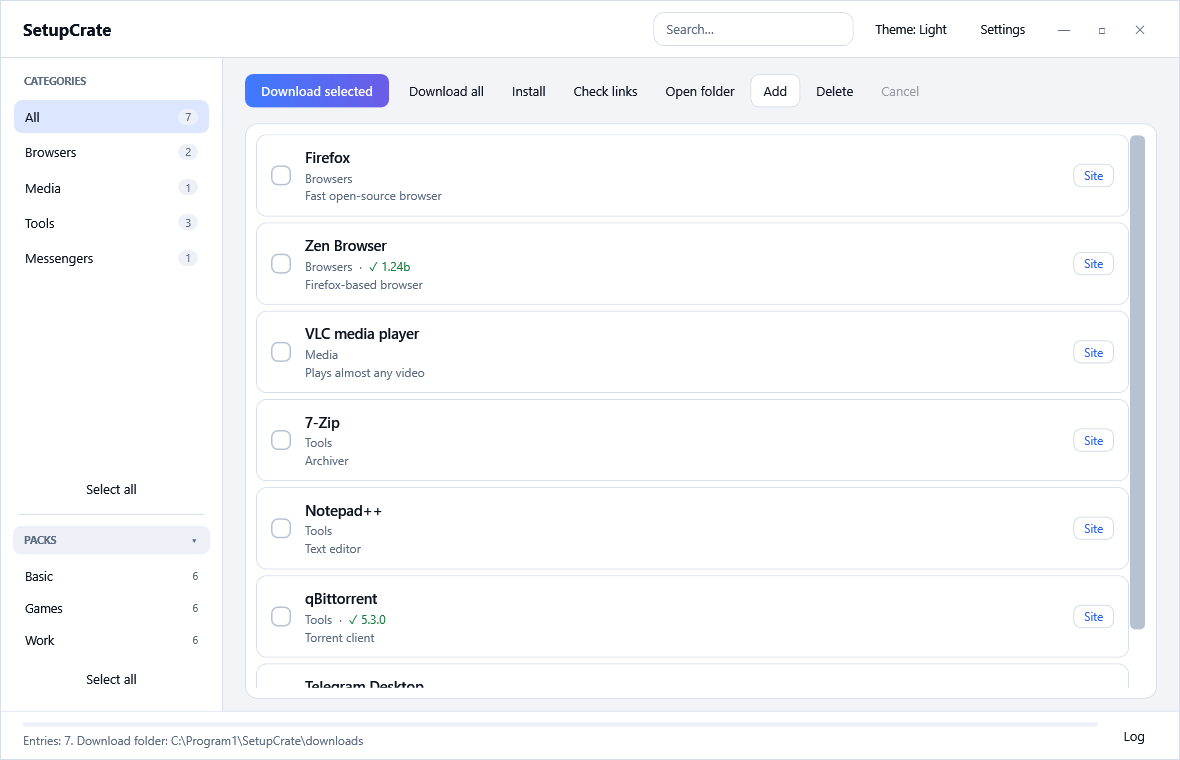 SetupCrate
Search...
Theme: Light
Settings
CATEGORIES
All 7
Browsers 2
Media 1
Tools 3
Messengers 1
Select all
PACKS
Basic 6
Games 6
Work 6
Select all
Download selected
Download all
Install
Check links
Open folder
Add
Delete
Cancel
Firefox
Browsers
Fast open-source browser
Site
Zen Browser
Browsers · ✓ 1.24b
Firefox-based browser
Site
VLC media player
Media
Plays almost any video
Site
7-Zip
Tools
Archiver
Site
Notepad++
Tools
Text editor
Site
qBittorrent
Tools · ✓ 5.3.0
Torrent client
Site
Telegram Desktop
Entries: 7. Download folder: C:\Program1\SetupCrate\downloads
Log